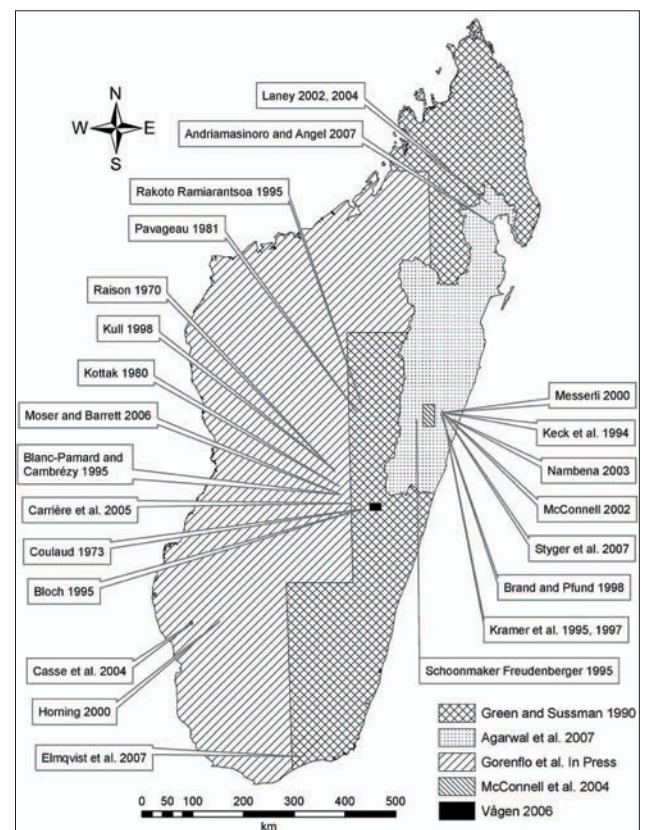 N
W E
S
Laney 2002, 2004
Andriamasinoro and Angel 2007
Rakoto Ramiarantsoa 1995
Pavageau 1981
Raison 1970
Kull 1998
Kottak 1980
Moser and Barrett 2006
Blanc-Pamard and
Cambrézy 1995
Carrière et al. 2005
Coulaud 1973
Bloch 1995
Casse et al. 2004
Horning 2000
Elmqvist et al. 2007
Messerli 2000
Keck et al. 1994
Nambena 2003
McConnell 2002
Styger et al. 2007
Brand and Pfund 1998
Kramer et al. 1995, 1997
Schoonmaker Freudenberger 1995
Green and Sussman 1990
Agarwal et al. 2007
Gorenflo et al. In Press
McConnell et al. 2004
Vågen 2006
0 50 100 200 300 400 500
km